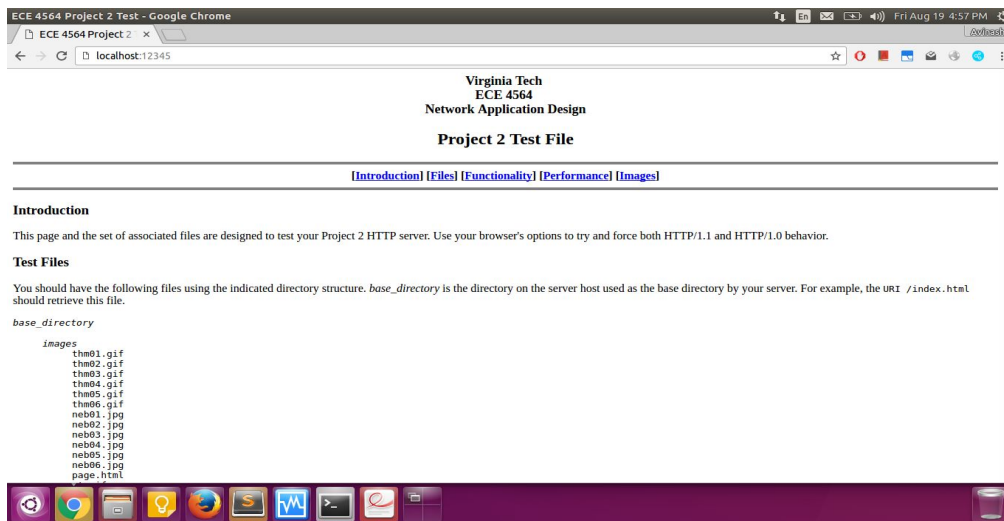 ECE 4564 Project 2 Test - Google Chrome
En
Fri Aug 19 4:57 PM
ECE 4564 Project 2
Avinash
localhost:12345
Virginia Tech
ECE 4564
Network Application Design
Project 2 Test File
[Introduction] [Files] [Functionality] [Performance] [Images]
Introduction
This page and the set of associated files are designed to test your Project 2 HTTP server. Use your browser's options to try and force both HTTP/1.1 and HTTP/1.0 behavior.
Test Files
You should have the following files using the indicated directory structure. base_directory is the directory on the server host used as the base directory by your server. For example, the URI /index.html
should retrieve this file.
base_directory
images
thm01.gif
thm02.gif
thm03.gif
thm04.gif
thm05.gif
thm06.gif
neb01.jpg
neb02.jpg
neb03.jpg
neb04.jpg
neb05.jpg
neb06.jpg
page.html